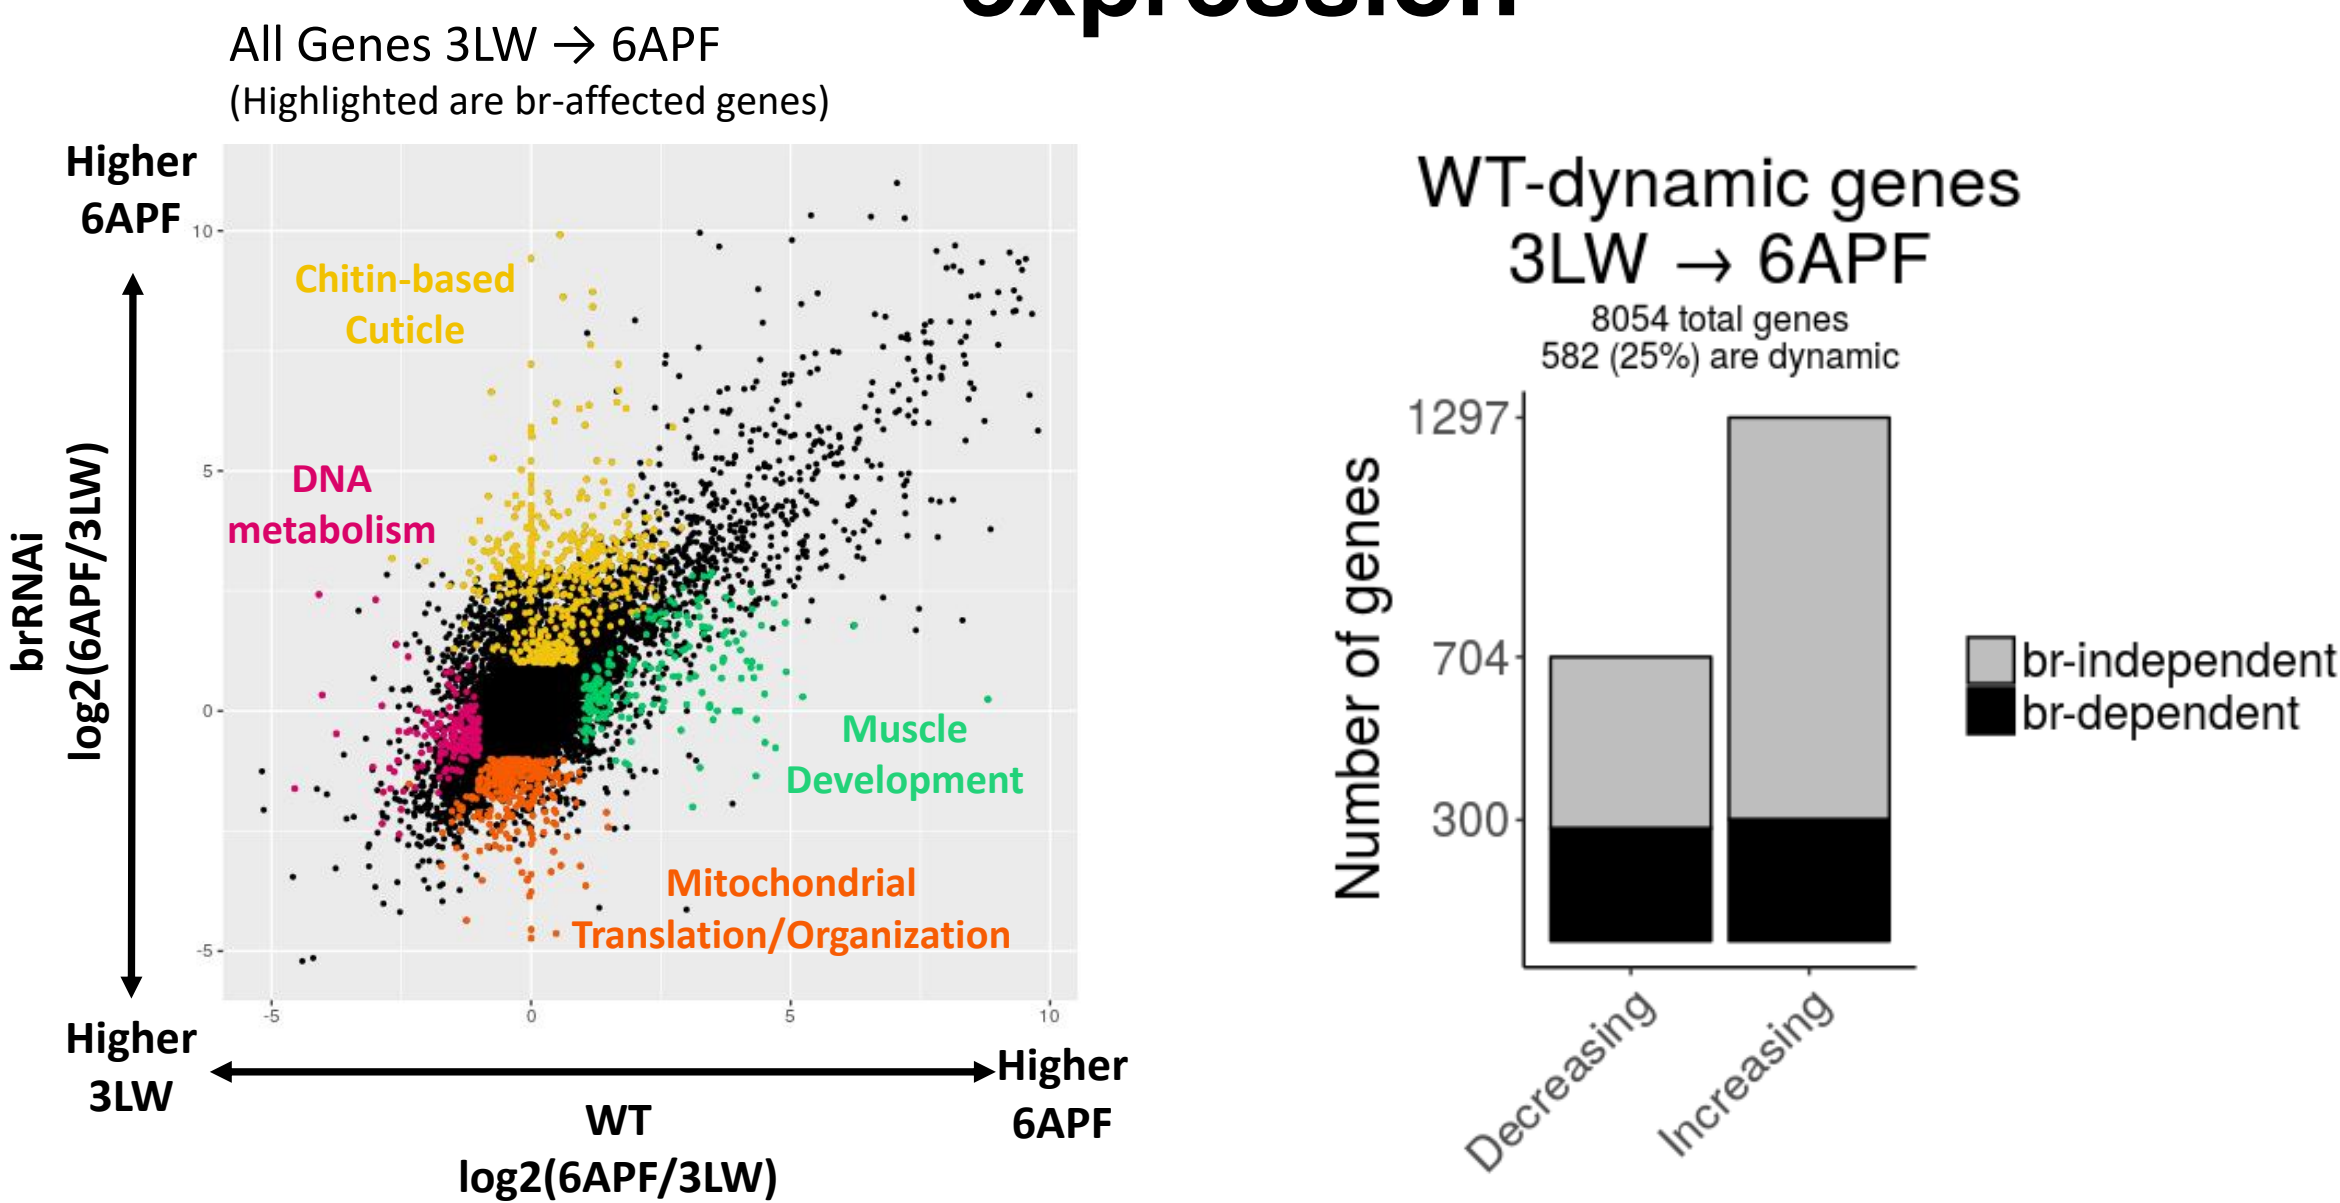 expression
All Genes 3LW → 6APF
(Highlighted are br-affected genes)
Higher
6APF
brRNAi
log2(6APF/3LW)
Higher
3LW
10
5
0
-5
Chitin-based
Cuticle
DNA
metabolism
Muscle
Development
Mitochondrial
Translation/Organization
-5
0
5
10
Higher
6APF
WT
log2(6APF/3LW)
WT-dynamic genes
3LW → 6APF
8054 total genes
582 (25%) are dynamic
Number of genes
1297
704
300
Decreasing
Increasing
br-independent
br-dependent